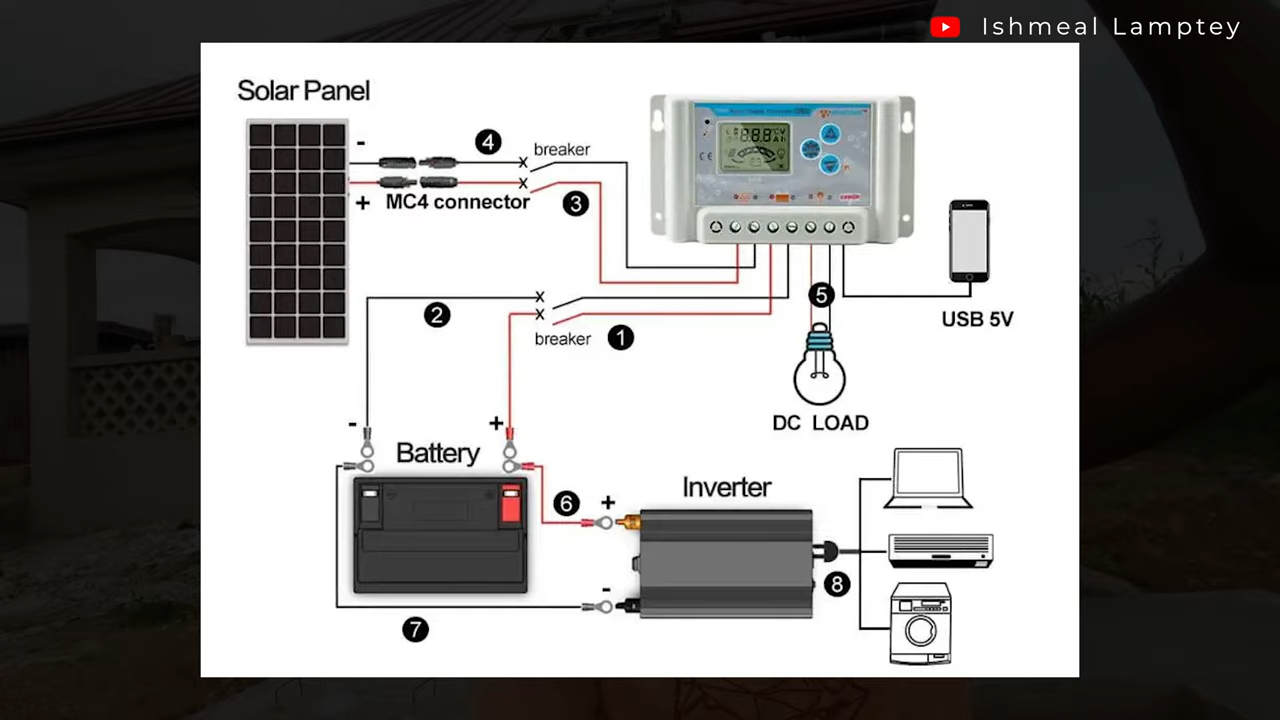 Ishmeal Lamptey
Solar Panel
-
4
breaker
+
MC4 connector
3
2
1
breaker
5
USB 5V
DC LOAD
-
+
Battery
Inverter
6
+
-
8
7